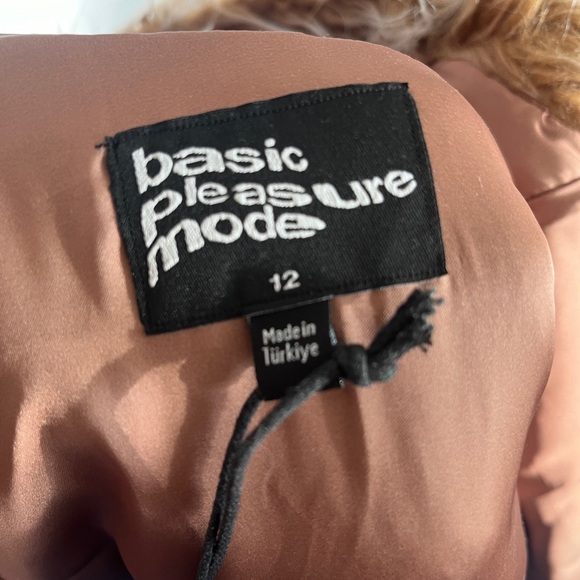 basic
pleasure
mode
12
Made in
Türkiye